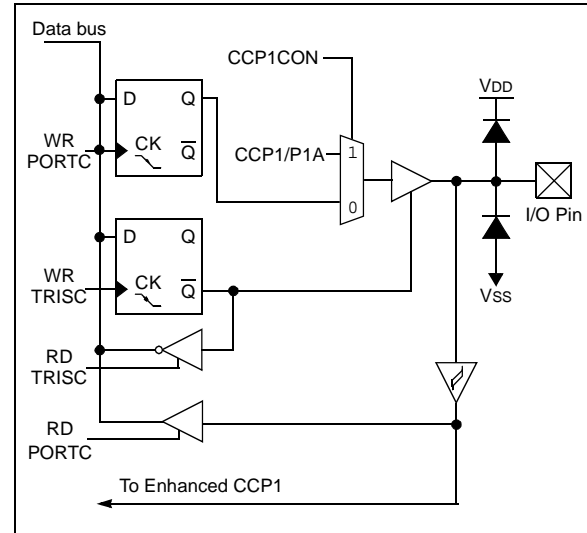 Data bus
CCP1CON
VDD
D
Q
WR
PORTC
CK
Q
CCP1/P1A
1
0
I/O Pin
D
Q
WR
TRISC
CK
Q
VSS
RD
TRISC
RD
PORTC
To Enhanced CCP1